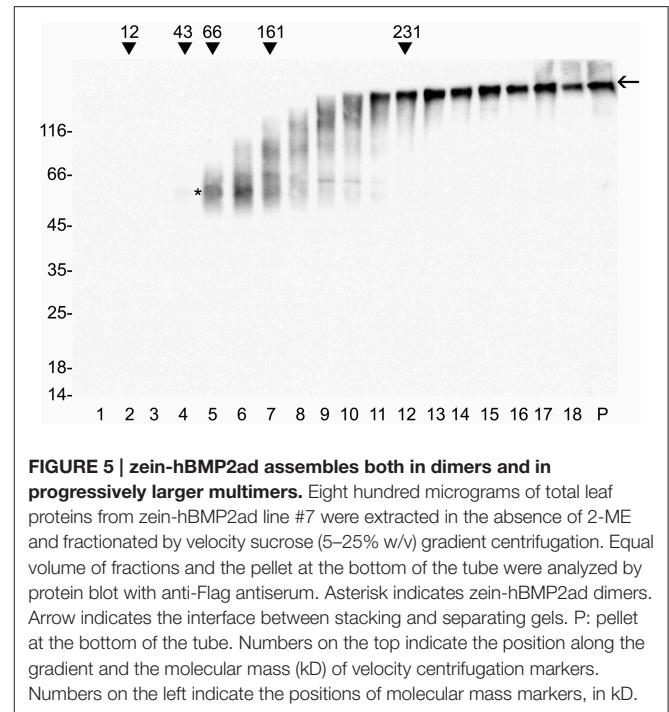 12 43 66 161 231
116-
66-
*
45-
35-
25-
18-
14-
1 2 3 4 5 6 7 8 9 10 11 12 13 14 15 16 17 18 P
FIGURE 5 | zein-hBMP2ad assembles both in dimers and in
progressively larger multimers. Eight hundred micrograms of total leaf
proteins from zein-hBMP2ad line #7 were extracted in the absence of 2-ME
and fractionated by velocity sucrose (5–25% w/v) gradient centrifugation. Equal
volume of fractions and the pellet at the bottom of the tube were analyzed by
protein blot with anti-Flag antiserum. Asterisk indicates zein-hBMP2ad dimers.
Arrow indicates the interface between stacking and separating gels. P: pellet
at the bottom of the tube. Numbers on the top indicate the position along the
gradient and the molecular mass (kD) of velocity centrifugation markers.
Numbers on the left indicate the positions of molecular mass markers, in kD.